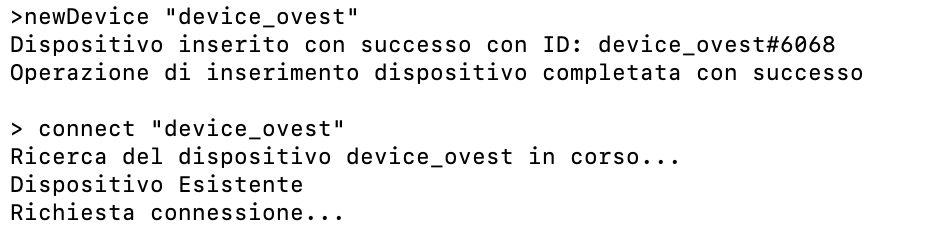 >newDevice "device_ovest"
Dispositivo inserito con successo con ID: device_ovest#6068
Operazione di inserimento dispositivo completata con successo
> connect "device_ovest"
Ricerca del dispositivo device_ovest in corso...
Dispositivo Esistente
Richiesta connessione...